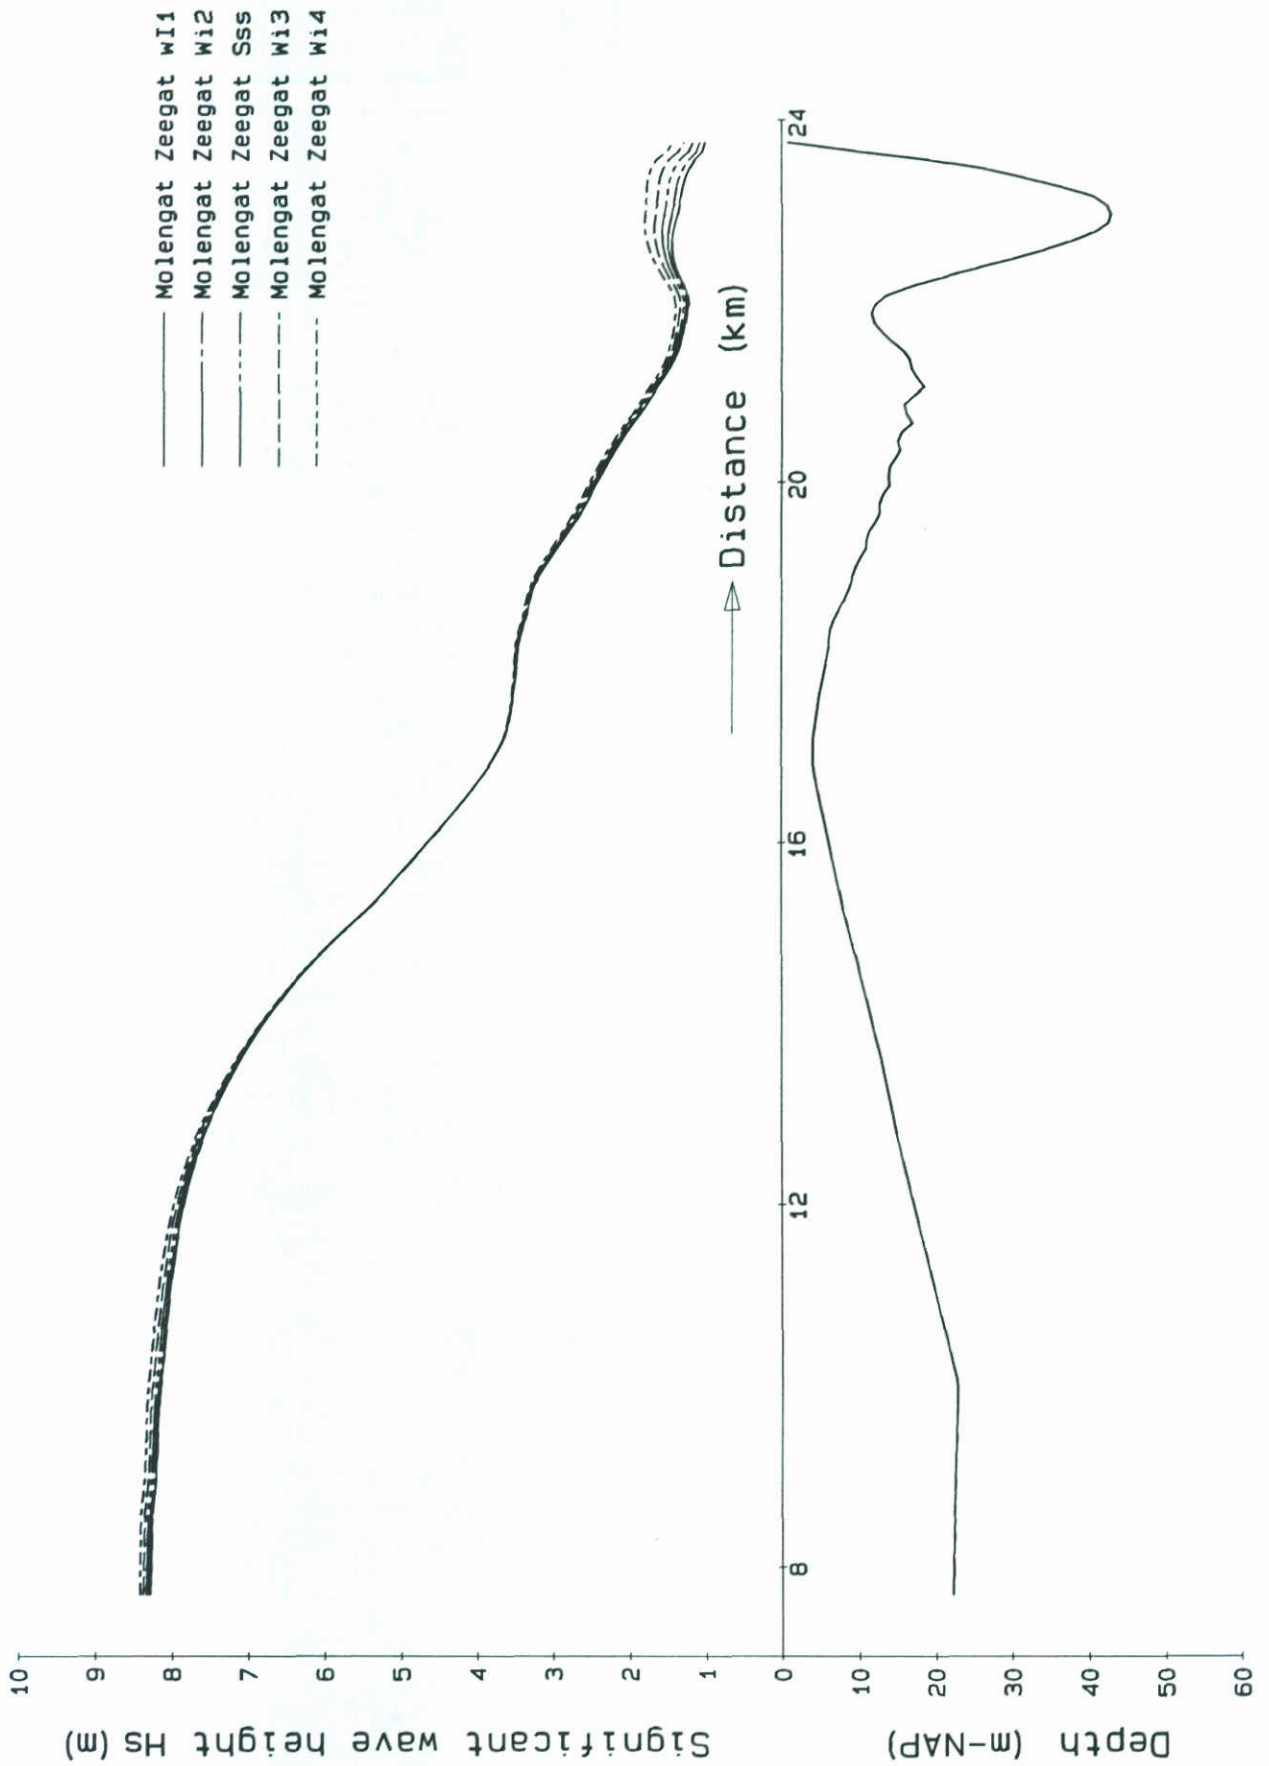 Molengat Zeegat WI1
Molengat Zeegat Wi2
Molengat Zeegat Sss
Molengat Zeegat Wi3
Molengat Zeegat Wi4
10
9
8
7
6
5
4
3
2
1
0
10
20
30
40
50
60
Significant wave height Hs (m)
Depth (m-NAP)
8
12
16
20
24
Distance (km)